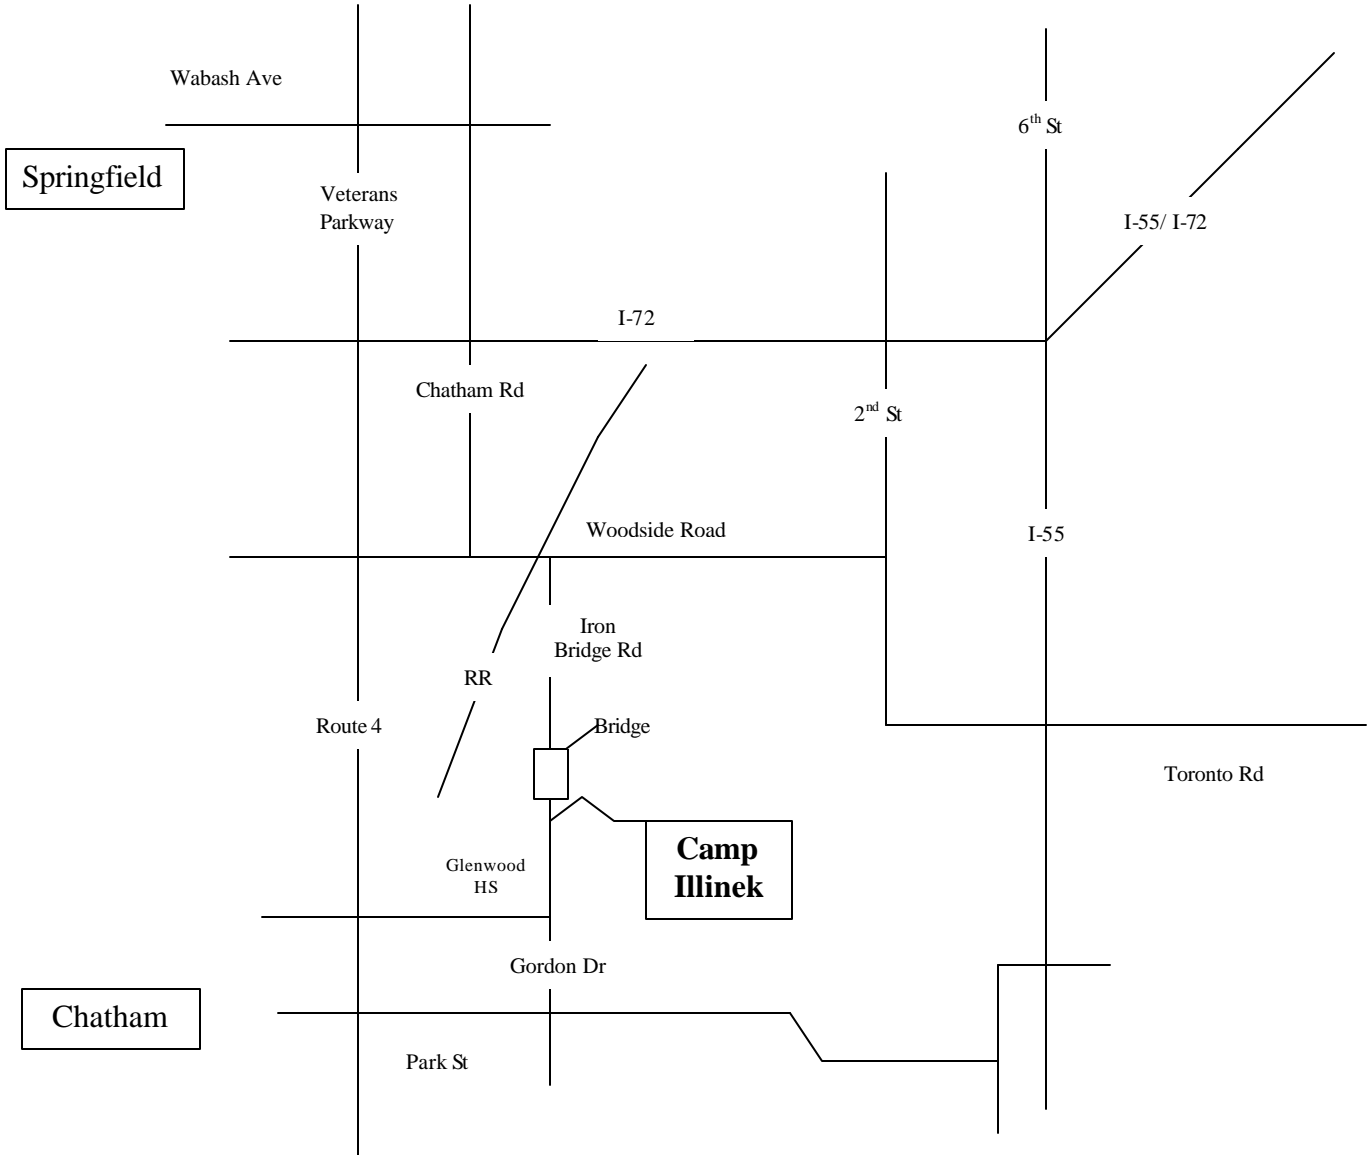 Wabash Ave
6th St
Springfield
Veterans
Parkway
I-55/ I-72
I-72
Chatham Rd
2nd St
Woodside Road
I-55
Iron
Bridge Rd
RR
Route 4
Bridge
Toronto Rd
Camp
Illinek
Glenwood
HS
Gordon Dr
Chatham
Park St